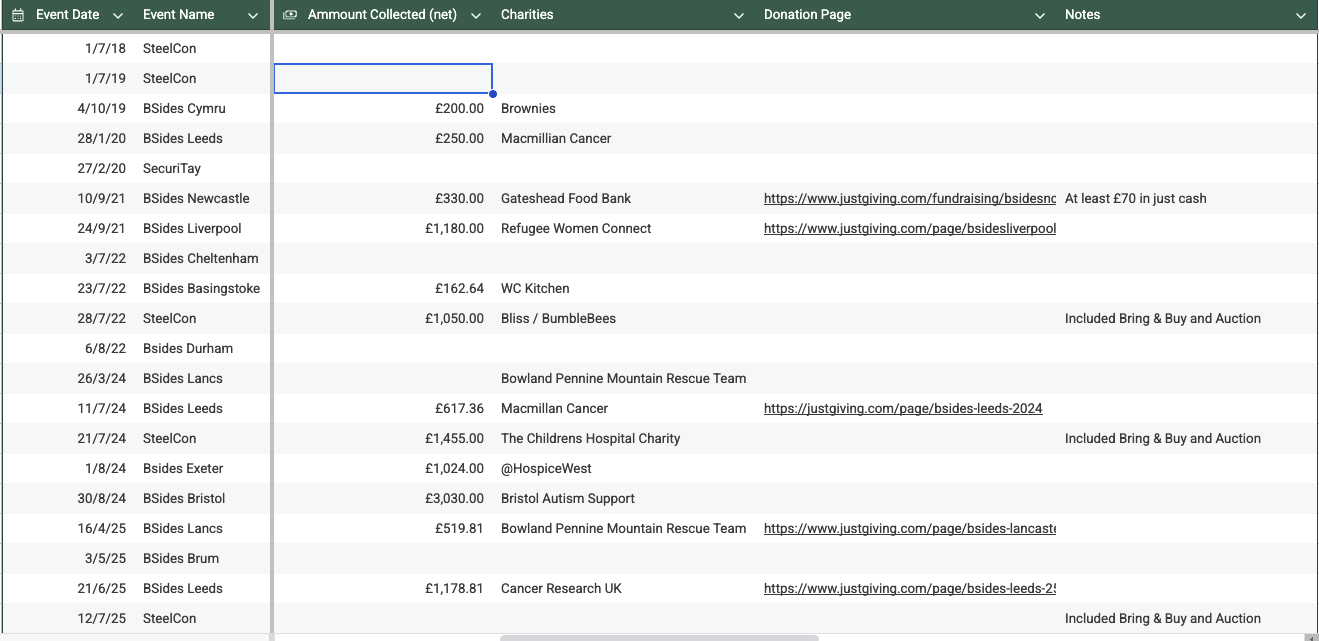 Event Date Event Name Ammount Collected (net) Charities Donation Page Notes
1/7/18 SteelCon
1/7/19 SteelCon
4/10/19 BSides Cymru £200.00 Brownies
28/1/20 BSides Leeds £250.00 Macmillian Cancer
27/2/20 SecuriTay
10/9/21 BSides Newcastle £330.00 Gateshead Food Bank https://www.justgiving.com/fundraising/bsidesnc At least £70 in just cash
24/9/21 BSides Liverpool £1,180.00 Refugee Women Connect https://www.justgiving.com/page/bsidesliverpool
3/7/22 BSides Cheltenham
23/7/22 BSides Basingstoke £162.64 WC Kitchen
28/7/22 SteelCon £1,050.00 Bliss / BumbleBees Included Bring & Buy and Auction
6/8/22 Bsides Durham
26/3/24 BSides Lancs Bowland Pennine Mountain Rescue Team
11/7/24 BSides Leeds £617.36 Macmillan Cancer https://justgiving.com/page/bsides-leeds-2024
21/7/24 SteelCon £1,455.00 The Childrens Hospital Charity Included Bring & Buy and Auction
1/8/24 Bsides Exeter £1,024.00 @HospiceWest
30/8/24 BSides Bristol £3,030.00 Bristol Autism Support
16/4/25 BSides Lancs £519.81 Bowland Pennine Mountain Rescue Team https://www.justgiving.com/page/bsides-lancaste
3/5/25 BSides Brum
21/6/25 BSides Leeds £1,178.81 Cancer Research UK https://www.justgiving.com/page/bsides-leeds-25
12/7/25 SteelCon Included Bring & Buy and Auction